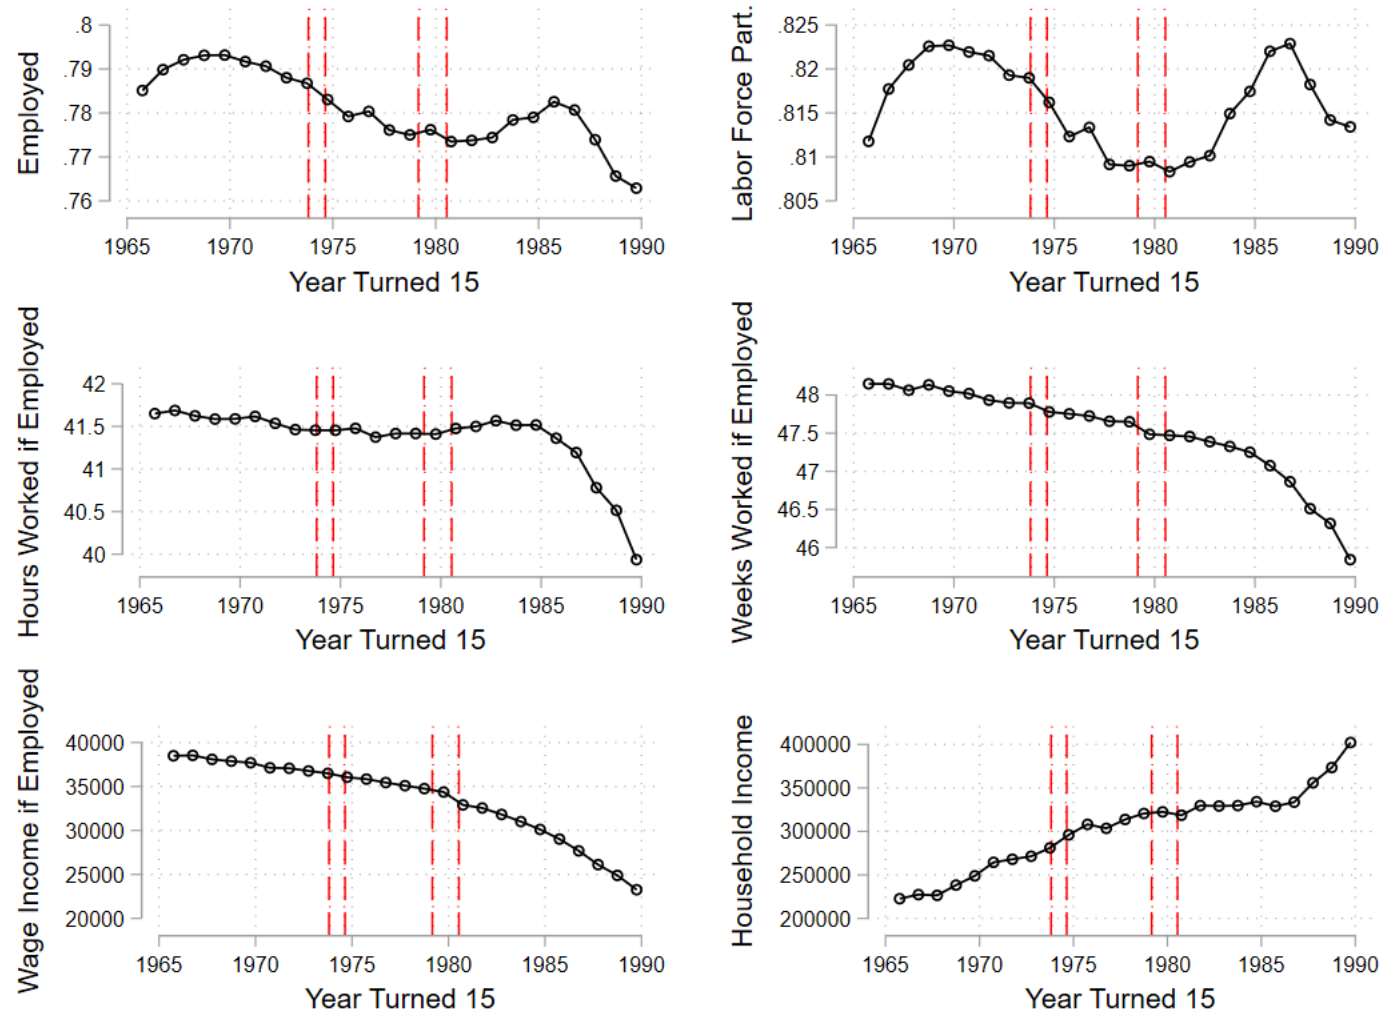 Employed
.8
.79
.78
.77
.76
1965 1970 1975 1980 1985 1990
Year Turned 15
Labor Force Part.
.825
.82
.815
.81
.805
1965 1970 1975 1980 1985 1990
Year Turned 15
Hours Worked if Employed
42
41.5
41
40.5
40
1965 1970 1975 1980 1985 1990
Year Turned 15
Weeks Worked if Employed
48
47.5
47
46.5
46
1965 1970 1975 1980 1985 1990
Year Turned 15
Wage Income if Employed
40000
35000
30000
25000
20000
1965 1970 1975 1980 1985 1990
Year Turned 15
Household Income
400000
350000
300000
250000
200000
1965 1970 1975 1980 1985 1990
Year Turned 15